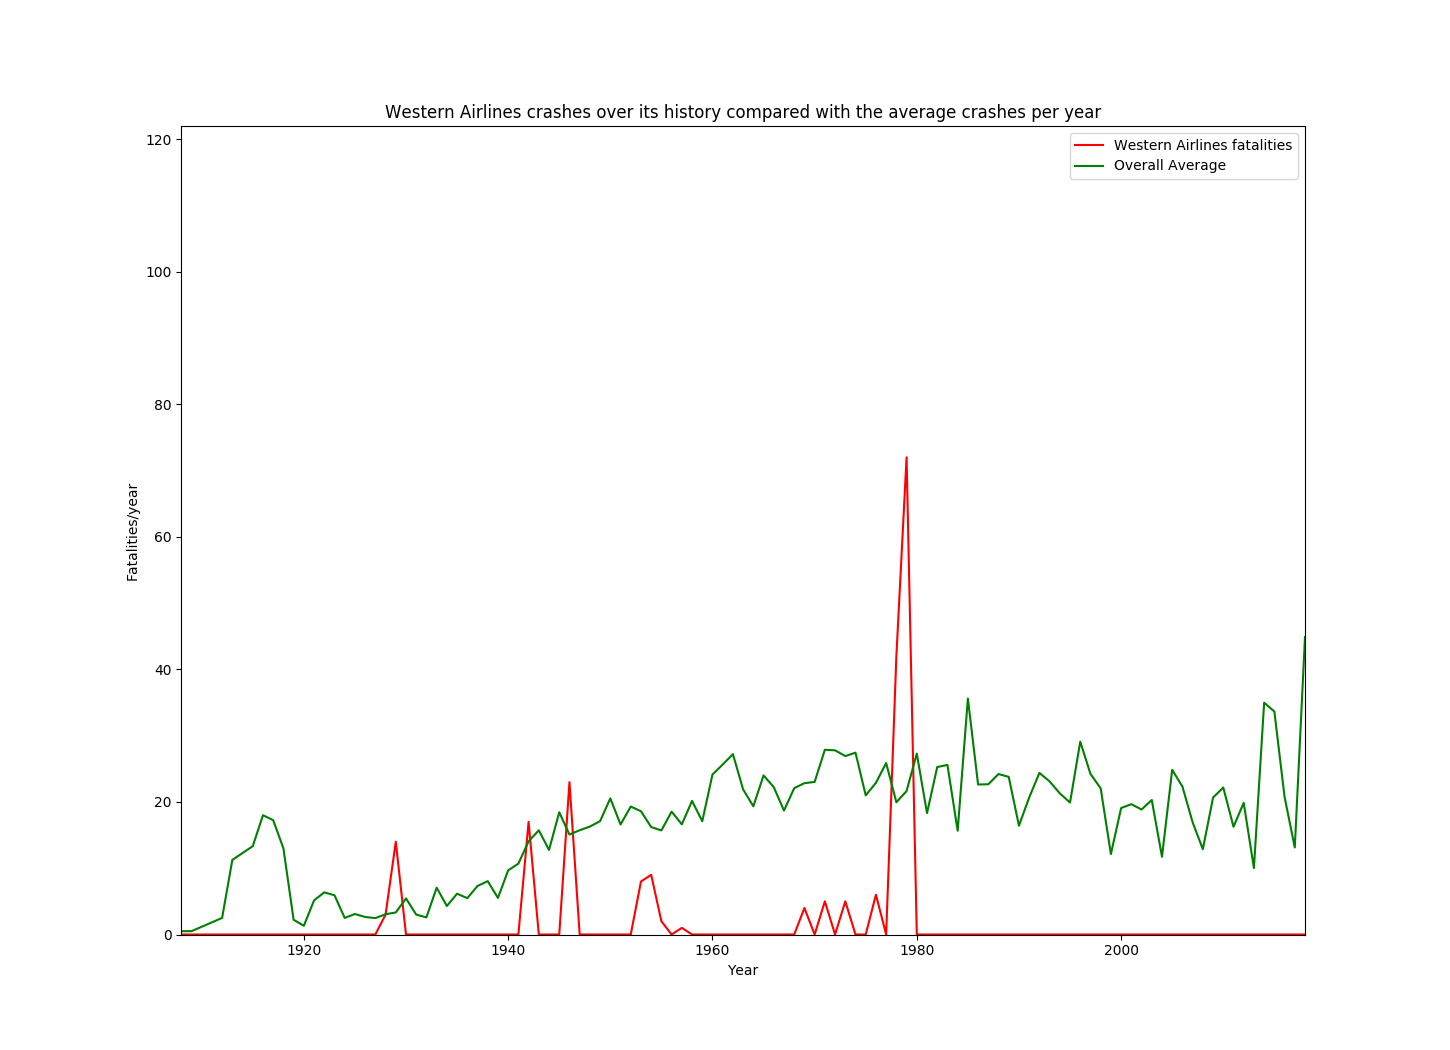 Western Airlines crashes over its history compared with the average crashes per year
120
Western Airlines fatalities
Overall Average
100
80
60
Fatalities/year
40
20
0
1920 1940 1960 1980 2000
Year